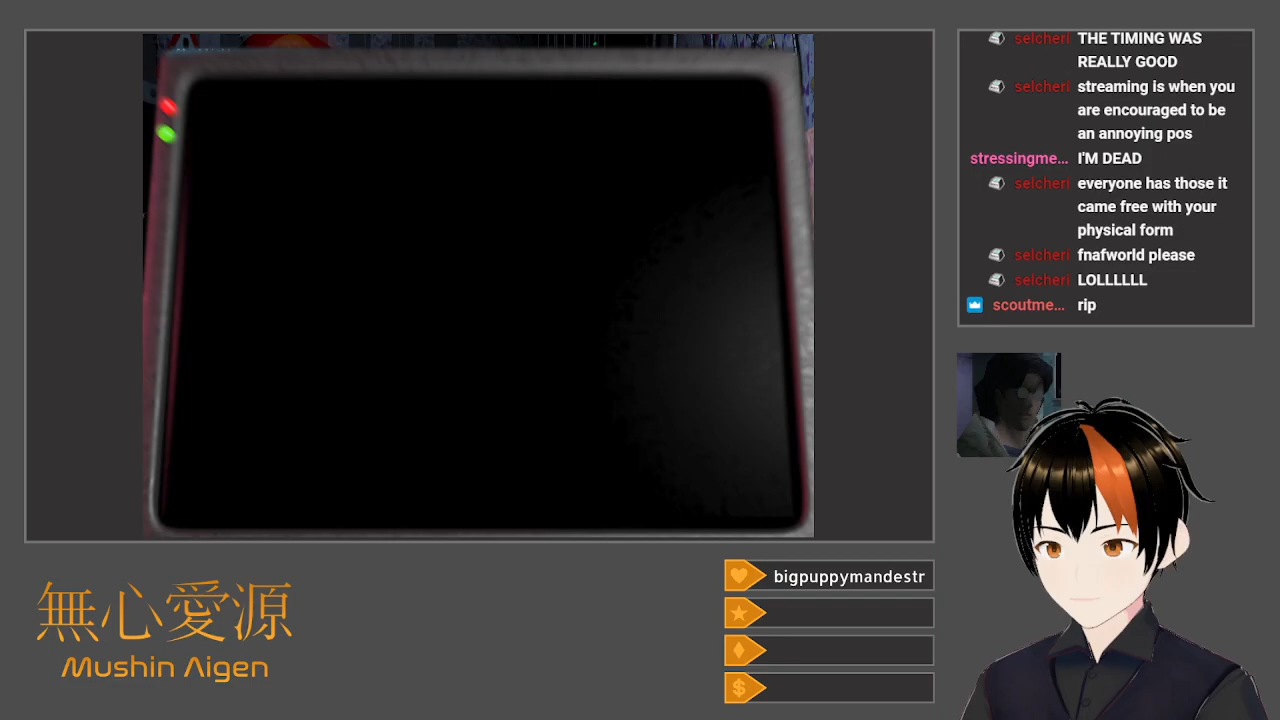 selcheri THE TIMING WAS
REALLY GOOD
selcheri streaming is when you
are encouraged to be
an annoying pos
stressingme... I'M DEAD
selcheri everyone has those it
came free with your
physical form
selcheri fnafworld please
selcheri LOLLLLLL
scoutme... rip
bigpuppymandestr
無心愛源
Mushin Aigen
$